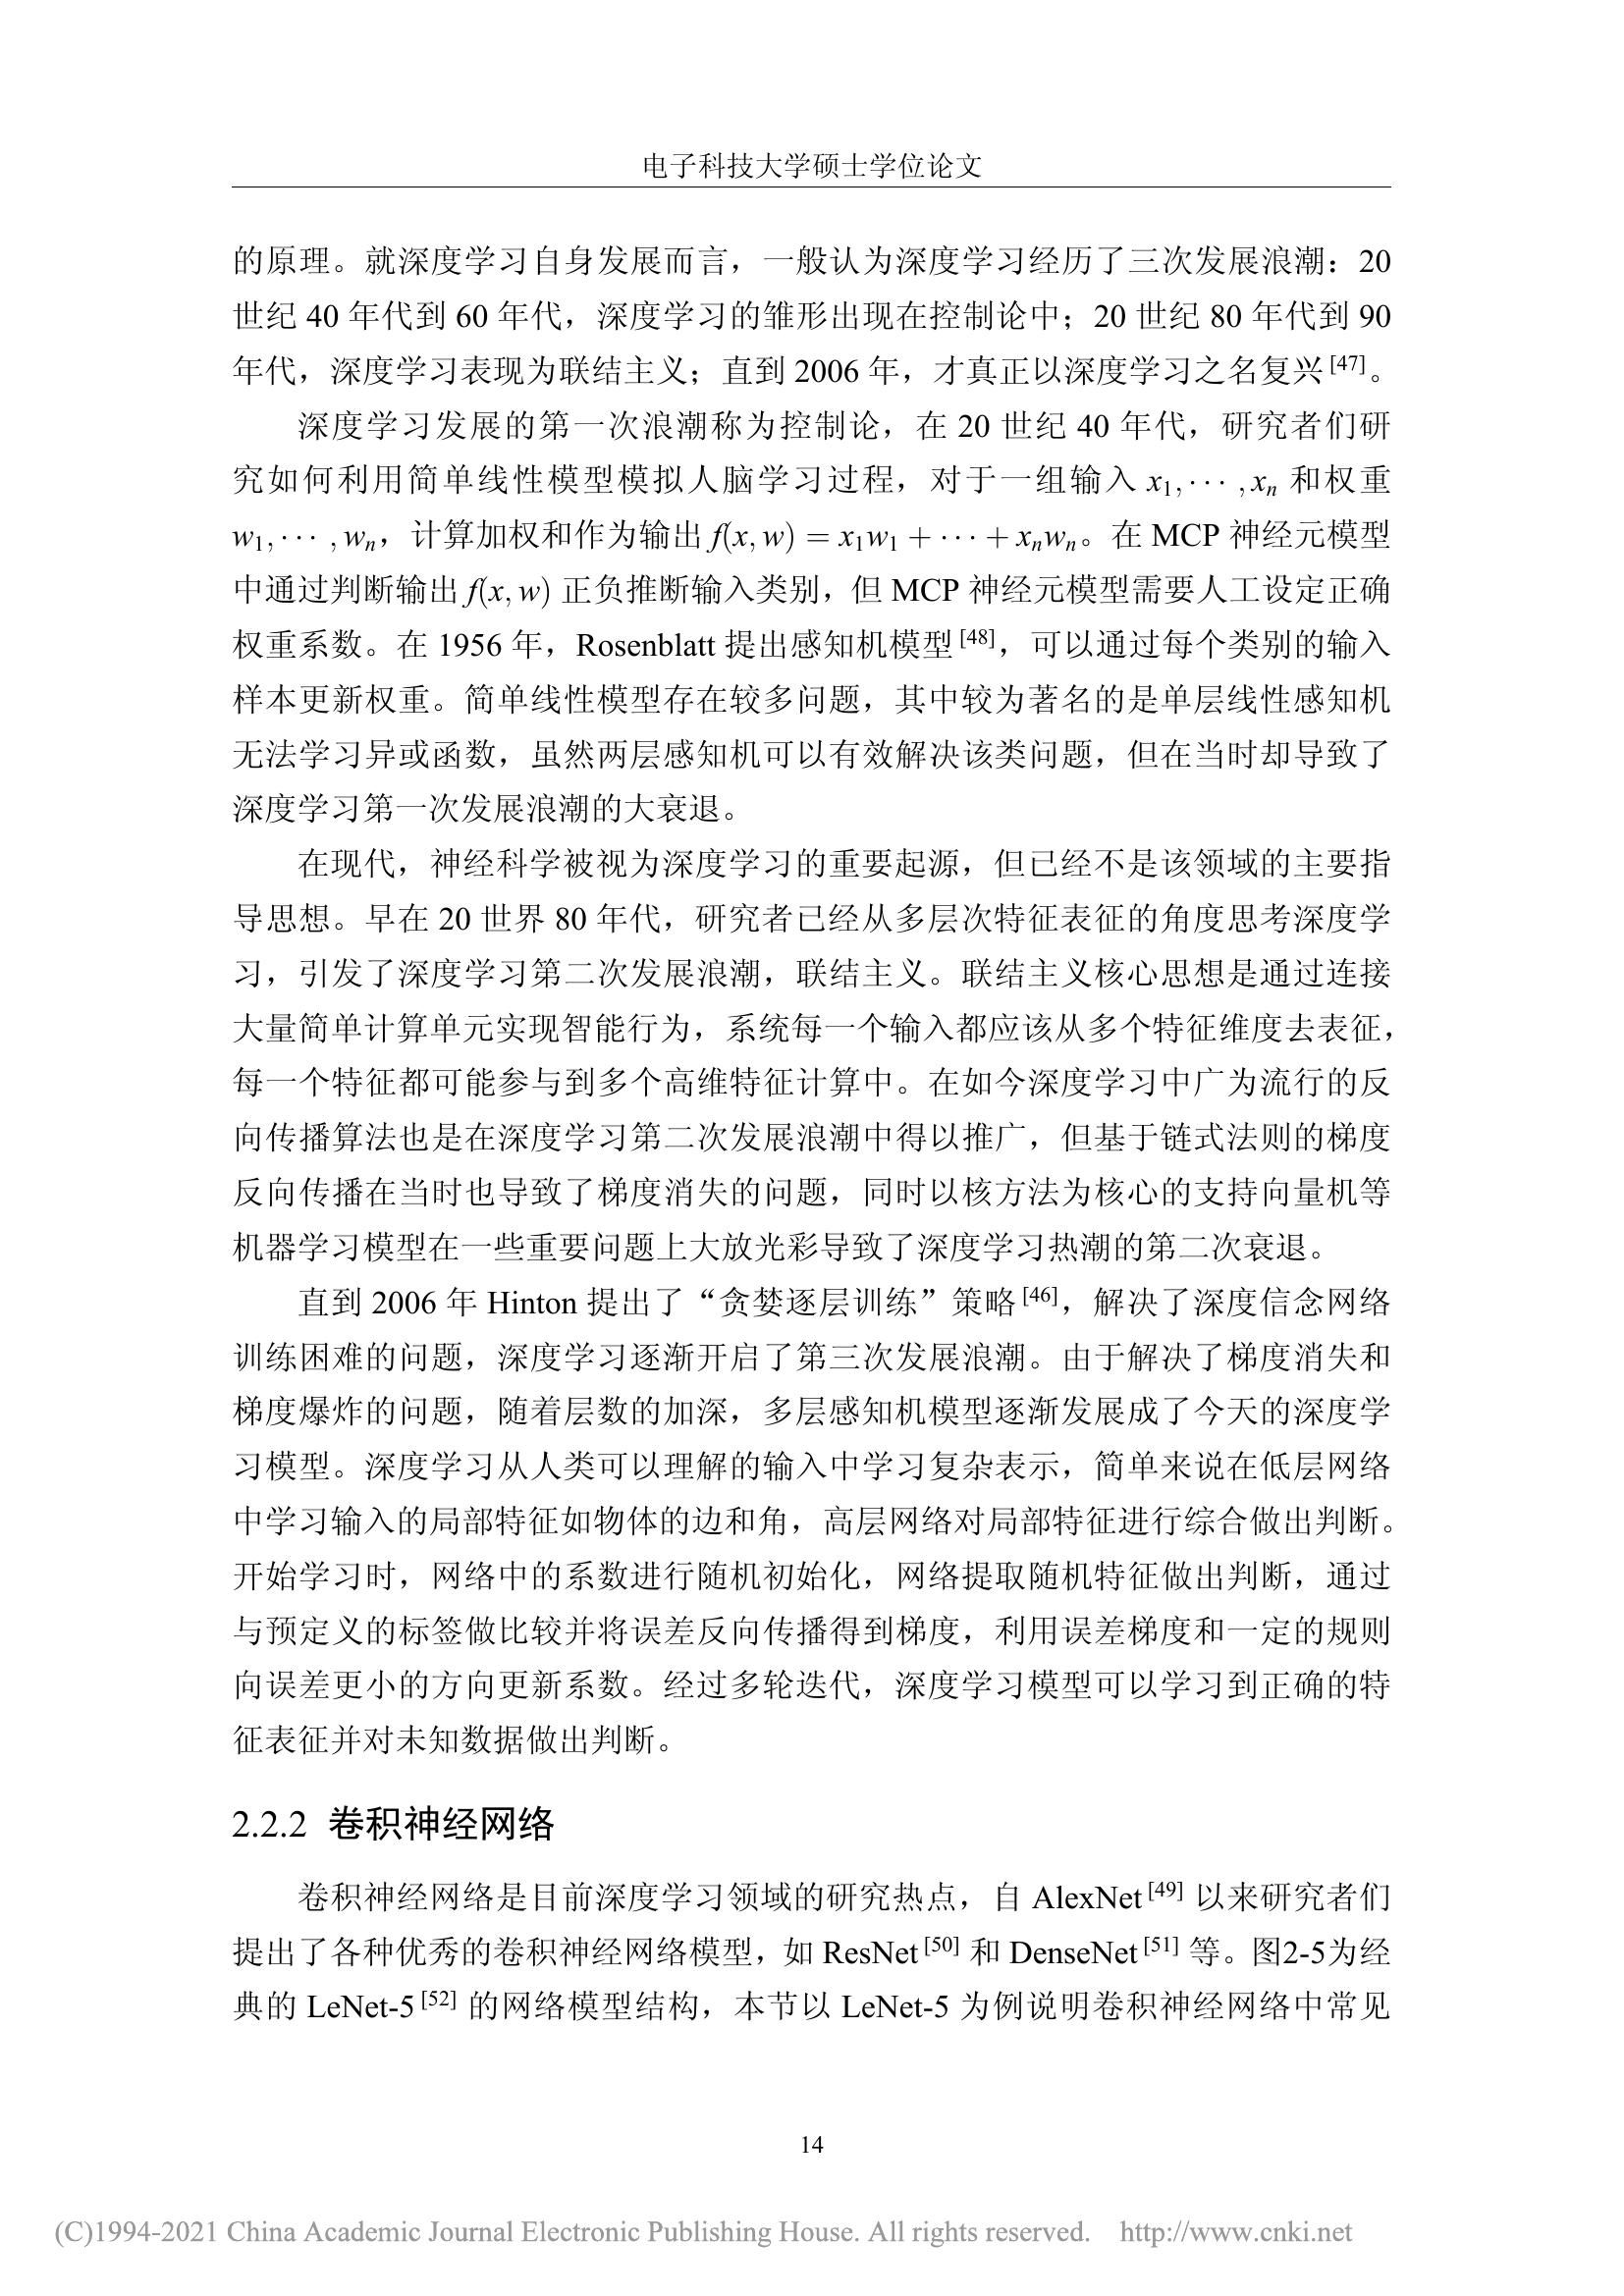 电子科技大学硕士学位论文
的原理。就深度学习自身发展而言，一般认为深度学习经历了三次发展浪潮：20
世纪 40 年代到 60 年代，深度学习的雏形出现在控制论中；20 世纪 80 年代到 90
年代，深度学习表现为联结主义；直到 2006 年，才真正以深度学习之名复兴 [47]。
深度学习发展的第一次浪潮称为控制论，在 20 世纪 40 年代，研究者们研
究如何利用简单线性模型模拟人脑学习过程，对于一组输入 x1, · · · , xn 和权重
w1, · · · , wn，计算加权和作为输出 f(x, w) = x1w1 + · · · + xnwn。在 MCP 神经元模型
中通过判断输出 f(x, w) 正负推断输入类别，但 MCP 神经元模型需要人工设定正确
权重系数。在 1956 年，Rosenblatt 提出感知机模型 [48]，可以通过每个类别的输入
样本更新权重。简单线性模型存在较多问题，其中较为著名的是单层线性感知机
无法学习异或函数，虽然两层感知机可以有效解决该类问题，但在当时却导致了
深度学习第一次发展浪潮的大衰退。
在现代，神经科学被视为深度学习的重要起源，但已经不是该领域的主要指
导思想。早在 20 世界 80 年代，研究者已经从多层次特征表征的角度思考深度学
习，引发了深度学习第二次发展浪潮，联结主义。联结主义核心思想是通过连接
大量简单计算单元实现智能行为，系统每一个输入都应该从多个特征维度去表征，
每一个特征都可能参与到多个高维特征计算中。在如今深度学习中广为流行的反
向传播算法也是在深度学习第二次发展浪潮中得以推广，但基于链式法则的梯度
反向传播在当时也导致了梯度消失的问题，同时以核方法为核心的支持向量机等
机器学习模型在一些重要问题上大放光彩导致了深度学习热潮的第二次衰退。
直到 2006 年 Hinton 提出了“贪婪逐层训练”策略 [46]，解决了深度信念网络
训练困难的问题，深度学习逐渐开启了第三次发展浪潮。由于解决了梯度消失和
梯度爆炸的问题，随着层数的加深，多层感知机模型逐渐发展成了今天的深度学
习模型。深度学习从人类可以理解的输入中学习复杂表示，简单来说在低层网络
中学习输入的局部特征如物体的边和角，高层网络对局部特征进行综合做出判断。
开始学习时，网络中的系数进行随机初始化，网络提取随机特征做出判断，通过
与预定义的标签做比较并将误差反向传播得到梯度，利用误差梯度和一定的规则
向误差更小的方向更新系数。经过多轮迭代，深度学习模型可以学习到正确的特
征表征并对未知数据做出判断。
2.2.2 卷积神经网络
卷积神经网络是目前深度学习领域的研究热点，自 AlexNet [49] 以来研究者们
提出了各种优秀的卷积神经网络模型，如 ResNet [50] 和 DenseNet [51] 等。图2-5为经
典的 LeNet-5 [52] 的网络模型结构，本节以 LeNet-5 为例说明卷积神经网络中常见
14
(C)1994-2021 China Academic Journal Electronic Publishing House. All rights reserved. http://www.cnki.net